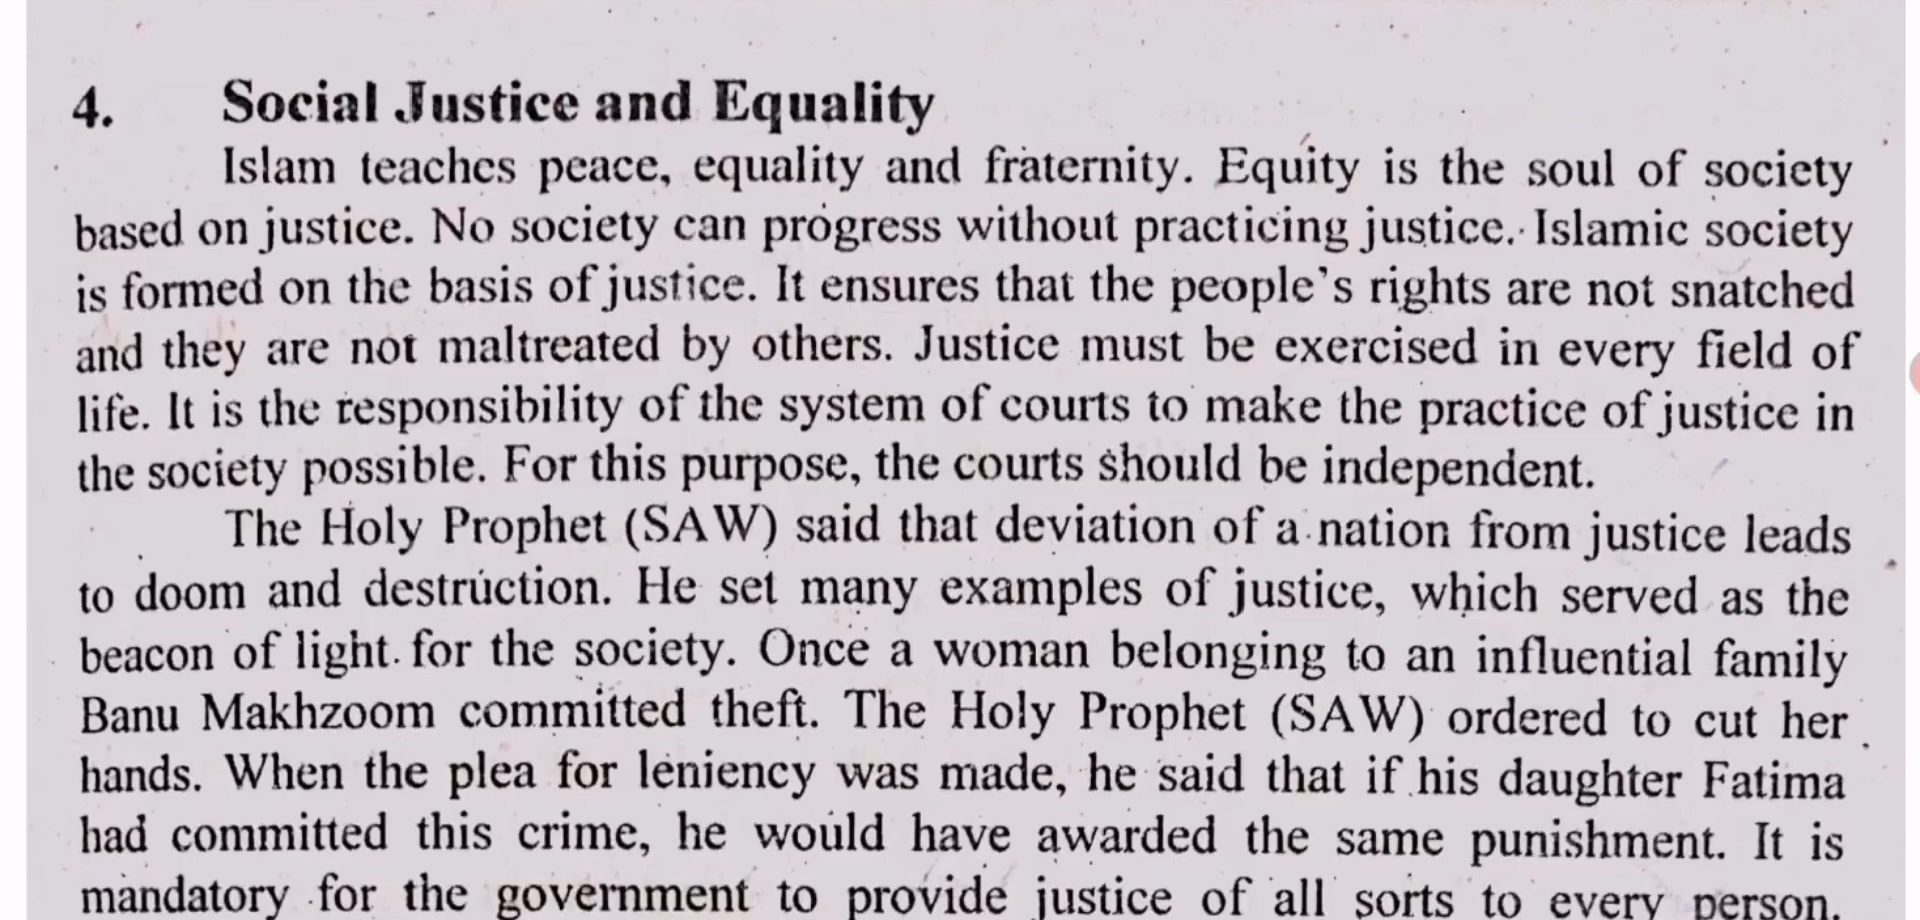 4. Social Justice and Equality
Islam teaches peace, equality and fraternity. Equity is the soul of society
based on justice. No society can progress without practicing justice. Islamic society
is formed on the basis of justice. It ensures that the people's rights are not snatched
and they are not maltreated by others. Justice must be exercised in every field of
life. It is the responsibility of the system of courts to make the practice of justice in
the society possible. For this purpose, the courts should be independent.
The Holy Prophet (SAW) said that deviation of a nation from justice leads
to doom and destruction. He set many examples of justice, which served as the
beacon of light for the society. Once a woman belonging to an influential family
Banu Makhzoom committed theft. The Holy Prophet (SAW) ordered to cut her
hands. When the plea for leniency was made, he said that if his daughter Fatima
had committed this crime, he would have awarded the same punishment. It is
mandatory for the government to provide justice of all sorts to every person.